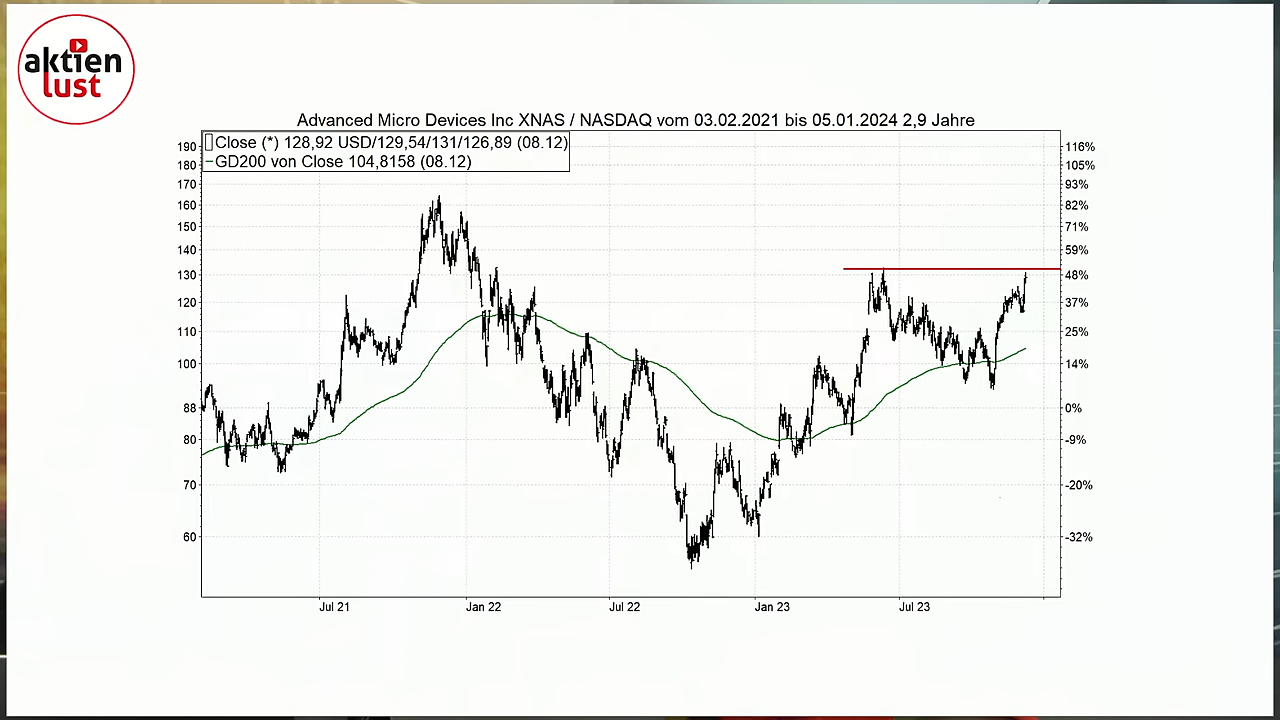 aktien
lust
Advanced Micro Devices Inc XNAS / NASDAQ vom 03.02.2021 bis 05.01.2024 2,9 Jahre
Close (*) 128,92 USD/129,54/131/126,89 (08.12)
GD200 von Close 104,8158 (08.12)
190 116%
180 105%
170 93%
160 82%
150 71%
140 59%
130 48%
120 37%
110 25%
100 14%
88 0%
80 -9%
70 -20%
60 -32%
Jul 21 Jan 22 Jul 22 Jan 23 Jul 23